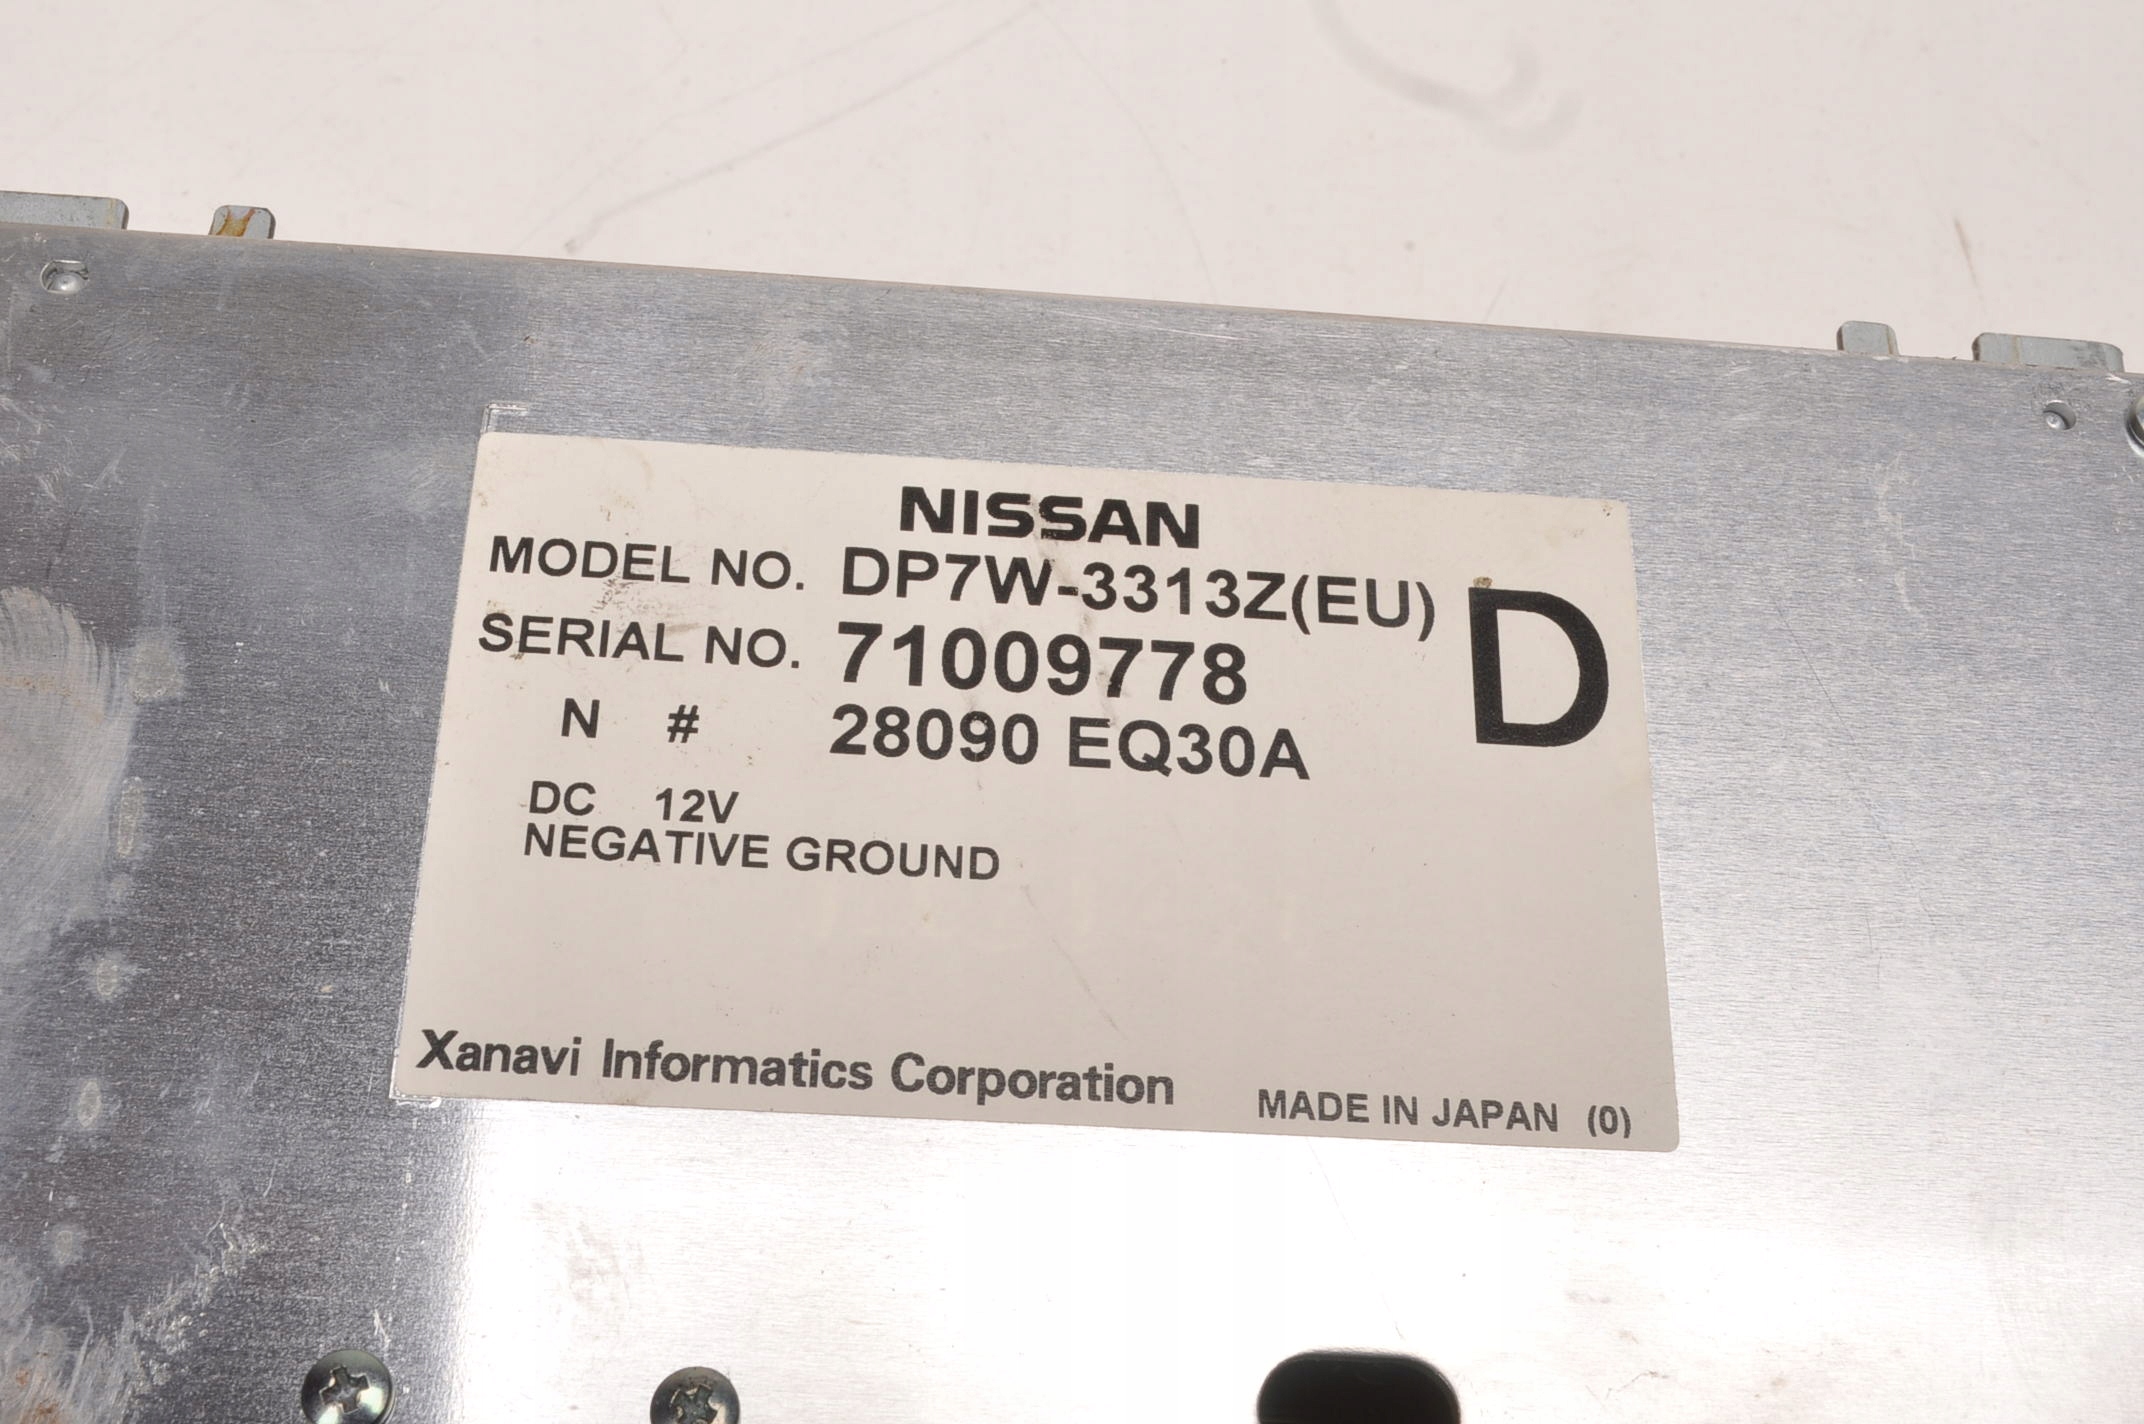 NISSAN
MODEL NO. DP7W-3313Z(EU)
SERIAL NO. 71009778
D
N # 28090 EQ30A
DC 12V
NEGATIVE GROUND
Xanavi Informatics Corporation
MADE IN JAPAN (0)